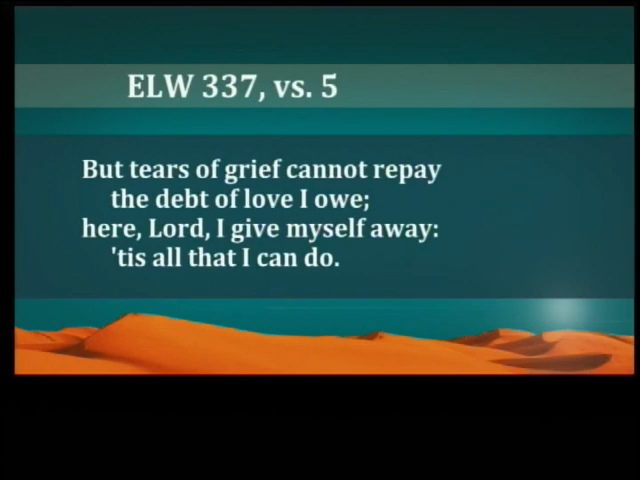 ELW 337, vs. 5
But tears of grief cannot repay
the debt of love I owe;
here, Lord, I give myself away:
'tis all that I can do.